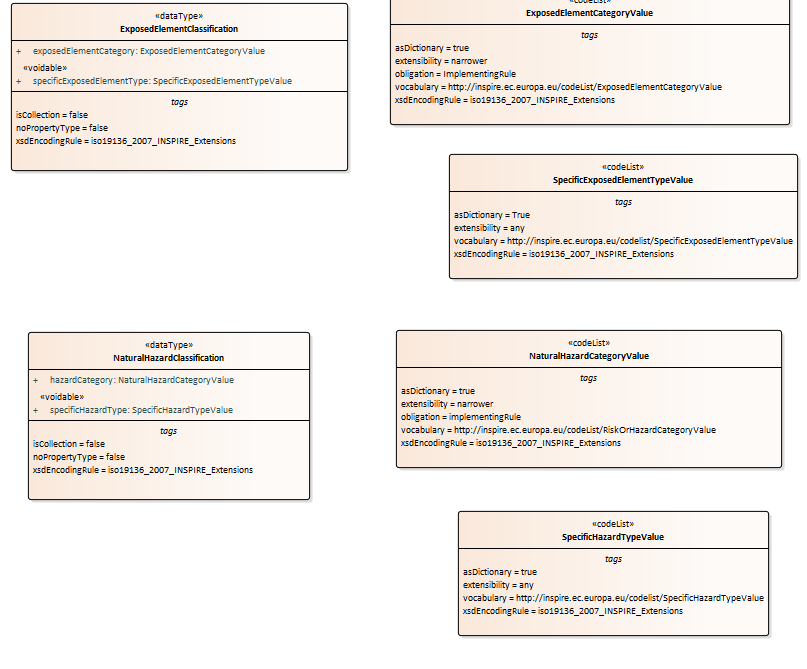 «dataType»
ExposedElementClassification
+ exposedElementCategory: ExposedElementCategoryValue
«voidable»
+ specificExposedElementType: SpecificExposedElementTypeValue
tags
isCollection = false
noPropertyType = false
xsdEncodingRule = iso19136_2007_INSPIRE_Extensions
«codeList»
ExposedElementCategoryValue
tags
asDictionary = true
extensibility = narrower
obligation = ImplementingRule
vocabulary = http://inspire.ec.europa.eu/codeList/ExposedElementCategoryValue
xsdEncodingRule = iso19136_2007_INSPIRE_Extensions
«codeList»
SpecificExposedElementTypeValue
tags
asDictionary = True
extensibility = any
vocabulary = http://inspire.ec.europa.eu/codelist/SpecificExposedElementTypeValue
xsdEncodingRule = iso19136_2007_INSPIRE_Extensions
«dataType»
NaturalHazardClassification
+ hazardCategory: NaturalHazardCategoryValue
«voidable»
+ specificHazardType: SpecificHazardTypeValue
tags
isCollection = false
noPropertyType = false
xsdEncodingRule = iso19136_2007_INSPIRE_Extensions
«codeList»
NaturalHazardCategoryValue
tags
asDictionary = true
extensibility = narrower
obligation = implementingRule
vocabulary = http://inspire.ec.europa.eu/codeList/RiskOrHazardCategoryValue
xsdEncodingRule = iso19136_2007_INSPIRE_Extensions
«codeList»
SpecificHazardTypeValue
tags
asDictionary = true
extensibility = any
vocabulary = http://inspire.ec.europa.eu/codelist/SpecificHazardTypeValue
xsdEncodingRule = iso19136_2007_INSPIRE_Extensions